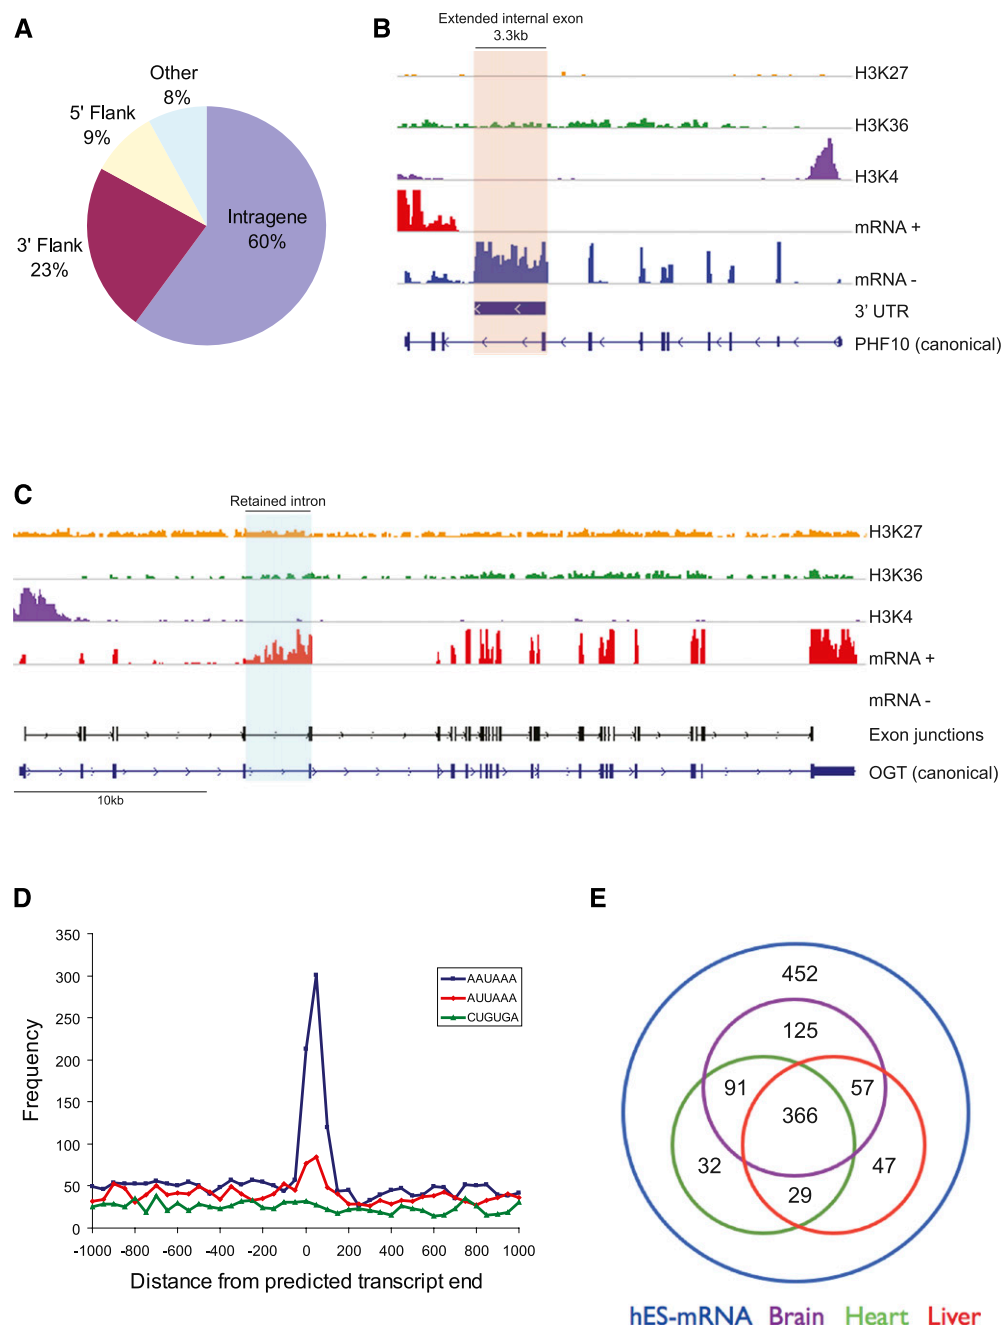 A
Other
8%
5' Flank
9%
3' Flank
23%
Intragene
60%
B
Extended internal exon
3.3kb
H3K27
H3K36
H3K4
mRNA +
mRNA -
3' UTR
PHF10 (canonical)
C
Retained intron
H3K27
H3K36
H3K4
mRNA +
mRNA -
Exon junctions
OGT (canonical)
10kb
D
350
300
250
200
150
100
50
0
Frequency
AAUAAA
AUUAAA
CUGUGA
-1000 -800 -600 -400 -200 0 200 400 600 800 1000
Distance from predicted transcript end
E
452
125
91
57
366
32
47
29
hES-mRNA Brain Heart Liver